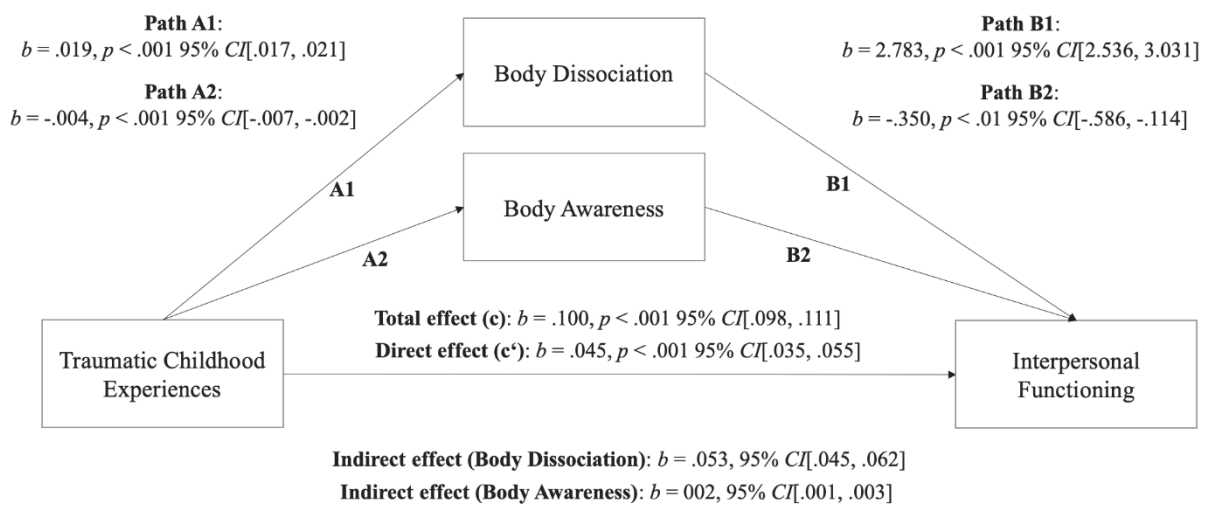 Path A1:
b = .019, p < .001 95% CI[.017, .021]
Path A2:
b = -.004, p < .001 95% CI[-.007, -.002]
Path B1:
b = 2.783, p < .001 95% CI[2.536, 3.031]
Path B2:
b = -.350, p < .01 95% CI[-.586, -.114]
Body Dissociation
Body Awareness
A1
A2
B1
B2
Total effect (c): b = .100, p < .001 95% CI[.098, .111]
Direct effect (c‘): b = .045, p < .001 95% CI[.035, .055]
Traumatic Childhood
Experiences
Interpersonal
Functioning
Indirect effect (Body Dissociation): b = .053, 95% CI[.045, .062]
Indirect effect (Body Awareness): b = 002, 95% CI[.001, .003]